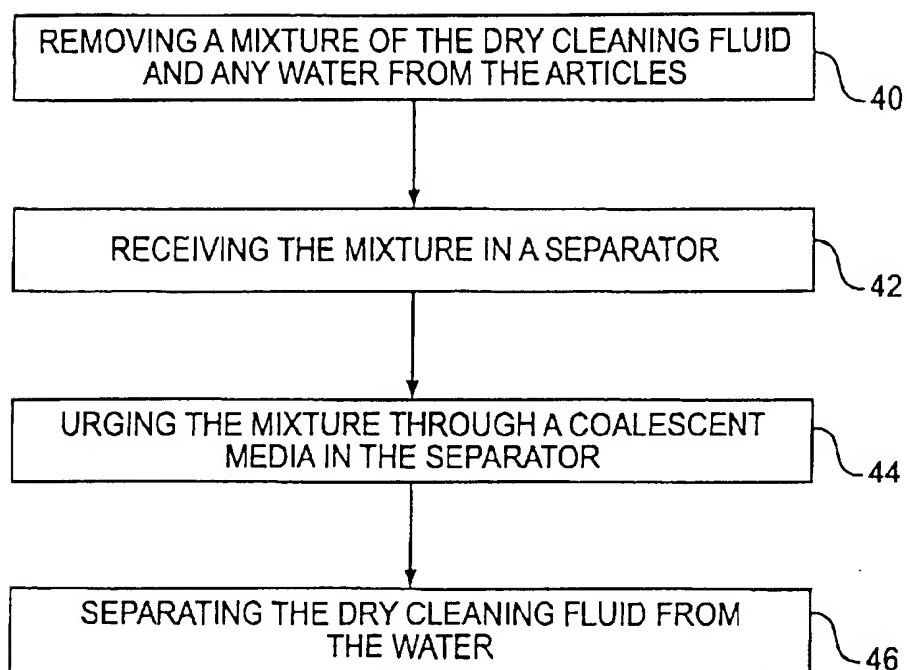 REMOVING A MIXTURE OF THE DRY CLEANING FLUID
AND ANY WATER FROM THE ARTICLES
40
RECEIVING THE MIXTURE IN A SEPARATOR
42
URGING THE MIXTURE THROUGH A COALESCENT
MEDIA IN THE SEPARATOR
44
SEPARATING THE DRY CLEANING FLUID FROM
THE WATER
46